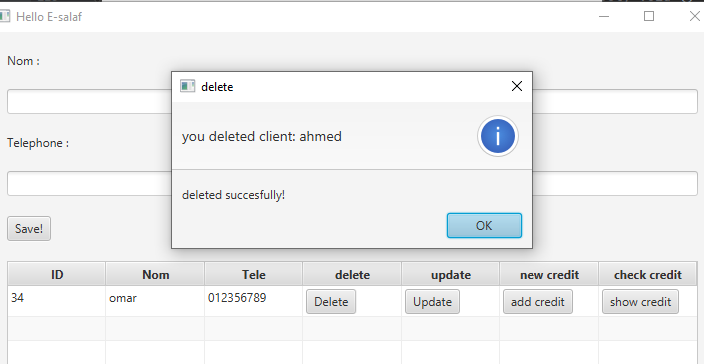 Hello E-salaf
Nom :
delete
you deleted client: ahmed
i
Telephone :
deleted succesfully!
OK
Save!
ID Nom Tele delete update new credit check credit
34 omar 012356789 Delete Update add credit show credit